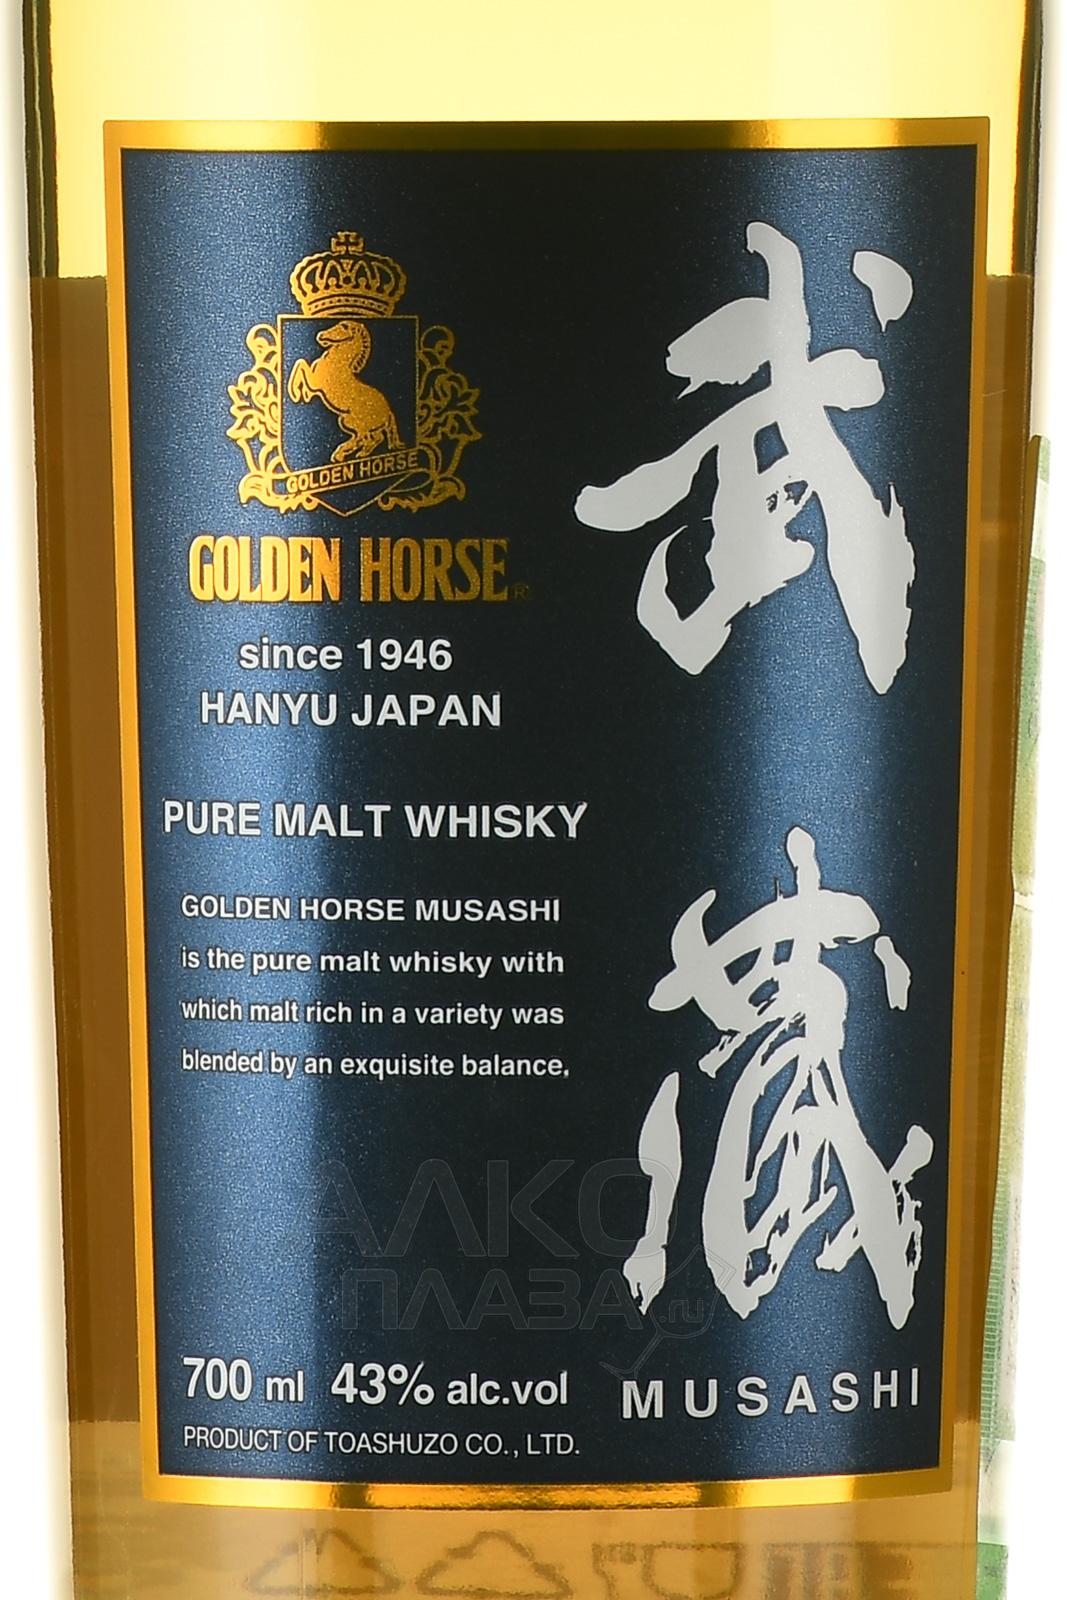 GOLDEN HORSE
GOLDEN HORSE®
since 1946
HANYU JAPAN
PURE MALT WHISKY
GOLDEN HORSE MUSASHI
is the pure malt whisky with
which malt rich in a variety was
blended by an exquisite balance.
700 ml 43% alc.vol
PRODUCT OF TOASHUZO CO., LTD.
武蔵
MUSASHI
АЛКО
ПЛАЗА.ru